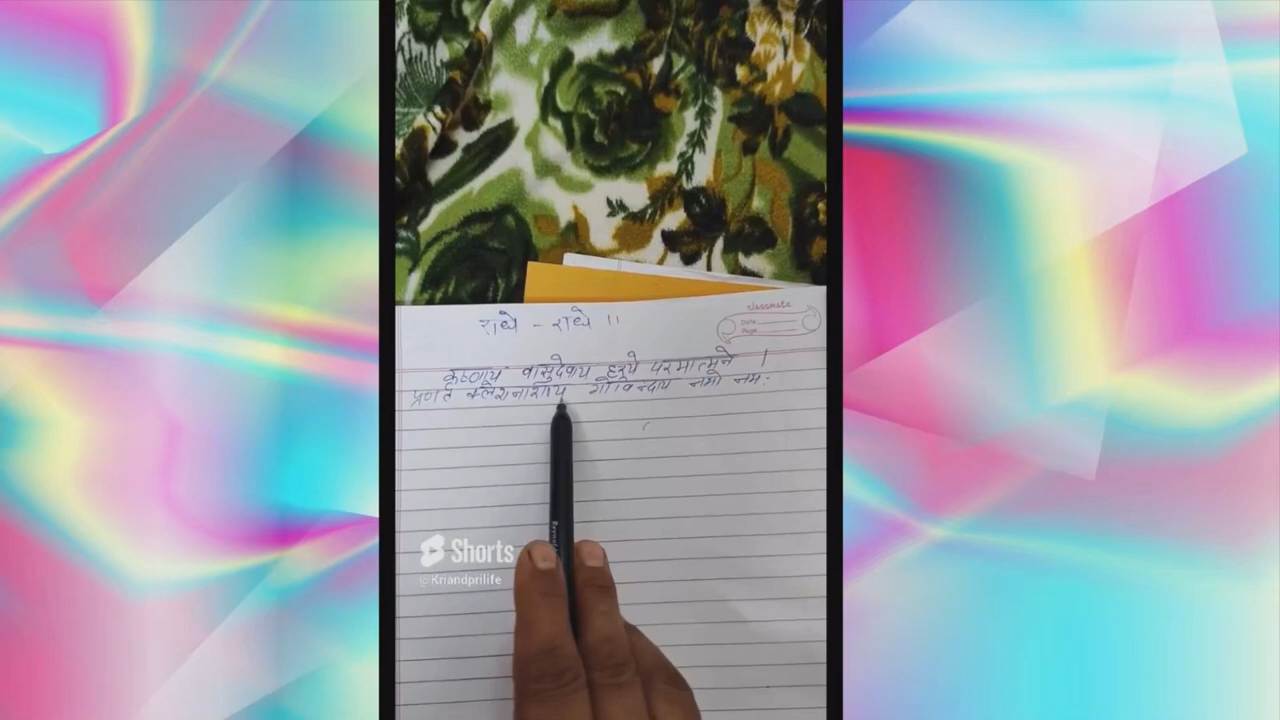 classmate
Date
Page
राधे - राधे ॥
कृष्णाय वासुदेवाय हरये परमात्मने ।
प्रणत क्लेशनाशाय गोविन्दाय नमो नमः
Shorts
@Kriandprilife